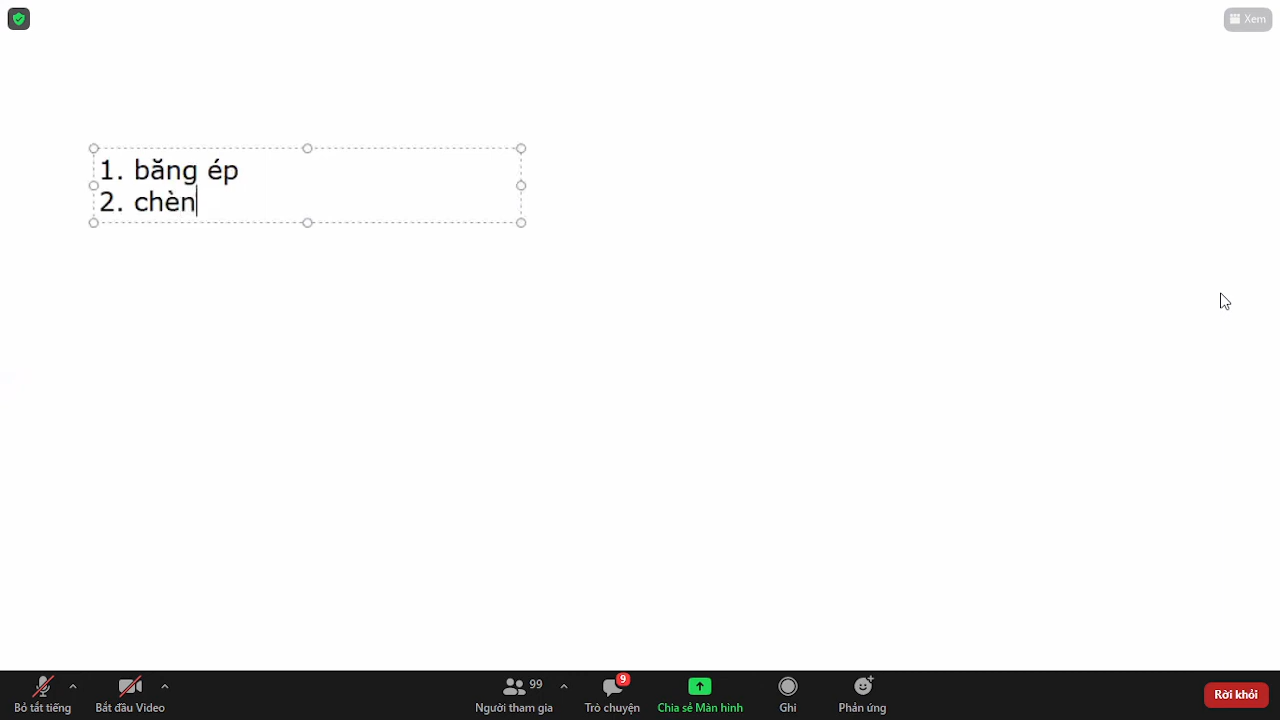 Xem
1. băng ép
2. chèn
Bỏ tắt tiếng
Bắt đầu Video
99
Người tham gia
9
Trò chuyện
Chia sẻ Màn hình
Ghi
Phản ứng
Rời khỏi